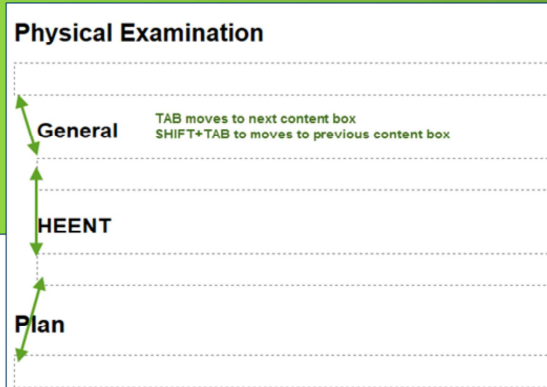 Physical Examination
General
TAB moves to next content box
SHIFT+TAB to moves to previous content box
HEENT
Plan